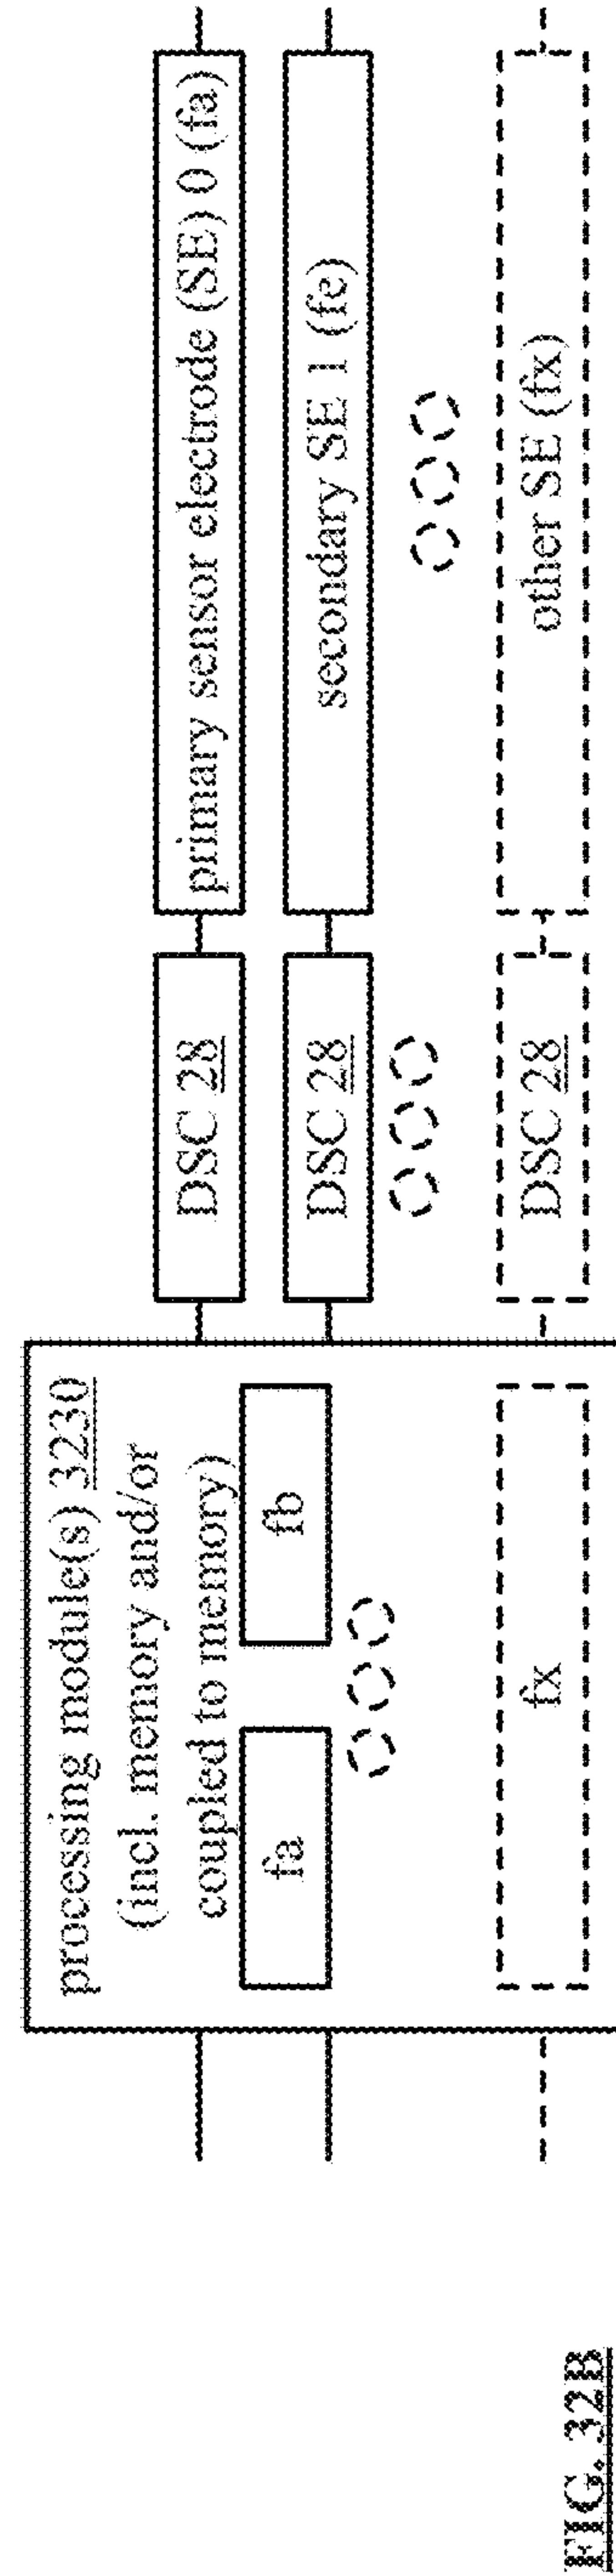 processing module(s) 3230
(incl. memory and/or
coupled to memory)
fa
fb
fx
DSC 28
DSC 28
DSC 28
primary sensor electrode (SE) 0 (fa)
secondary SE 1 (fe)
other SE (fx)
FIG. 32B